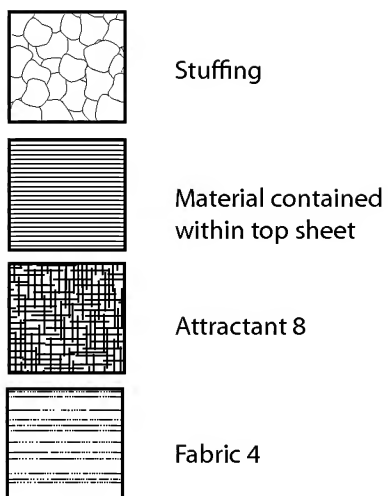 Stuffing
Material contained
within top sheet
Attractant 8
Fabric 4